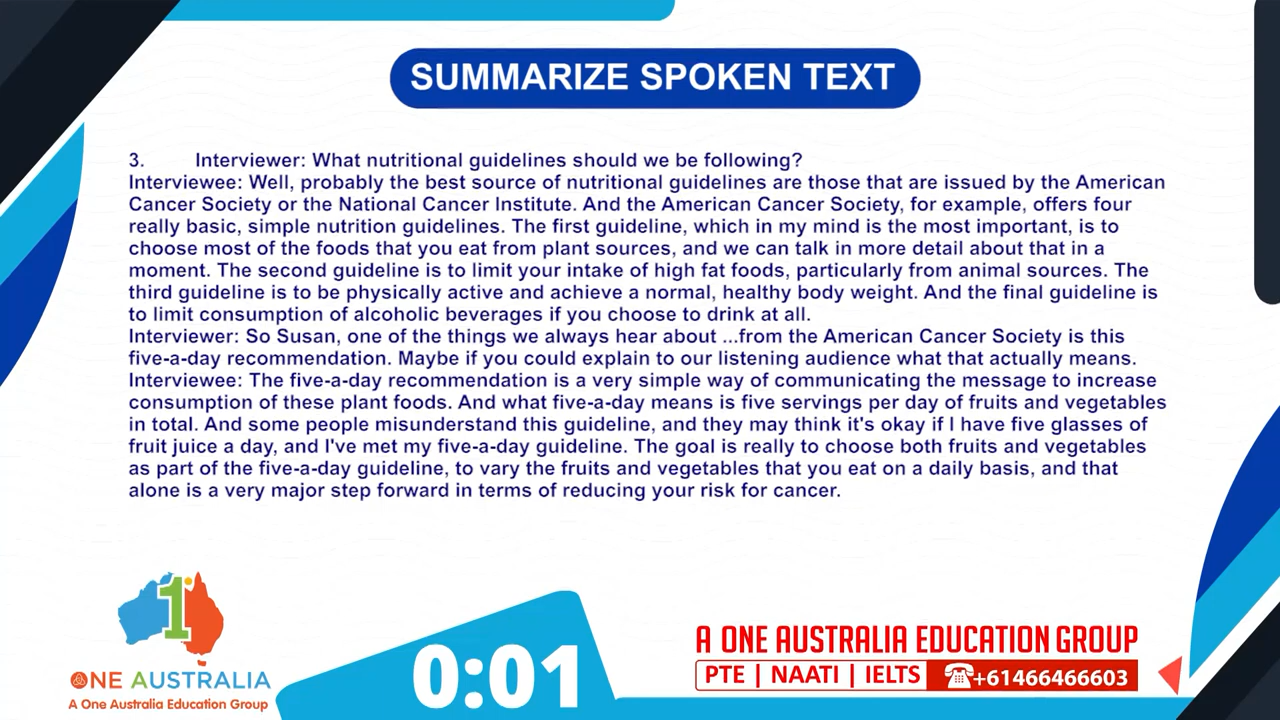 SUMMARIZE SPOKEN TEXT
3. Interviewer: What nutritional guidelines should we be following?
Interviewee: Well, probably the best source of nutritional guidelines are those that are issued by the American
Cancer Society or the National Cancer Institute. And the American Cancer Society, for example, offers four
really basic, simple nutrition guidelines. The first guideline, which in my mind is the most important, is to
choose most of the foods that you eat from plant sources, and we can talk in more detail about that in a
moment. The second guideline is to limit your intake of high fat foods, particularly from animal sources. The
third guideline is to be physically active and achieve a normal, healthy body weight. And the final guideline is
to limit consumption of alcoholic beverages if you choose to drink at all.
Interviewer: So Susan, one of the things we always hear about ...from the American Cancer Society is this
five-a-day recommendation. Maybe if you could explain to our listening audience what that actually means.
Interviewee: The five-a-day recommendation is a very simple way of communicating the message to increase
consumption of these plant foods. And what five-a-day means is five servings per day of fruits and vegetables
in total. And some people misunderstand this guideline, and they may think it's okay if I have five glasses of
fruit juice a day, and I've met my five-a-day guideline. The goal is really to choose both fruits and vegetables
as part of the five-a-day guideline, to vary the fruits and vegetables that you eat on a daily basis, and that
alone is a very major step forward in terms of reducing your risk for cancer.
1
ONE AUSTRALIA
A One Australia Education Group
0:01
A ONE AUSTRALIA EDUCATION GROUP
PTE | NAATI | IELTS +61466466603